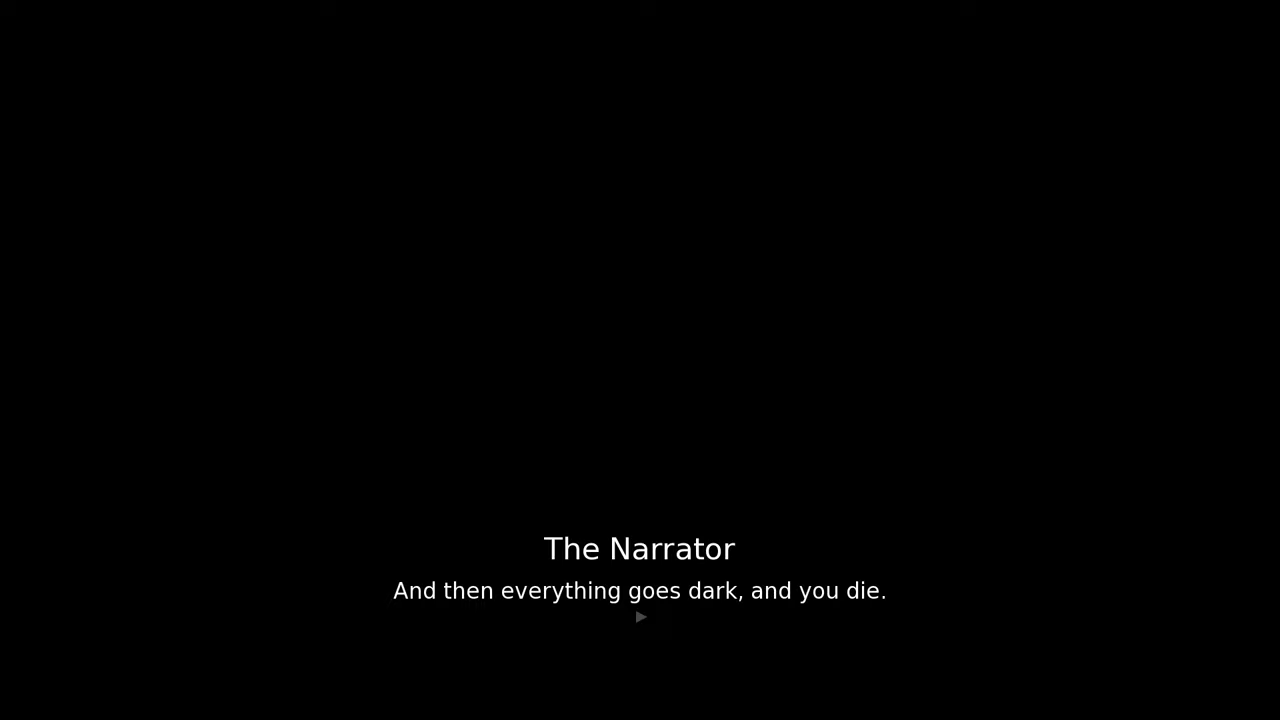 The Narrator
And then everything goes dark, and you die.